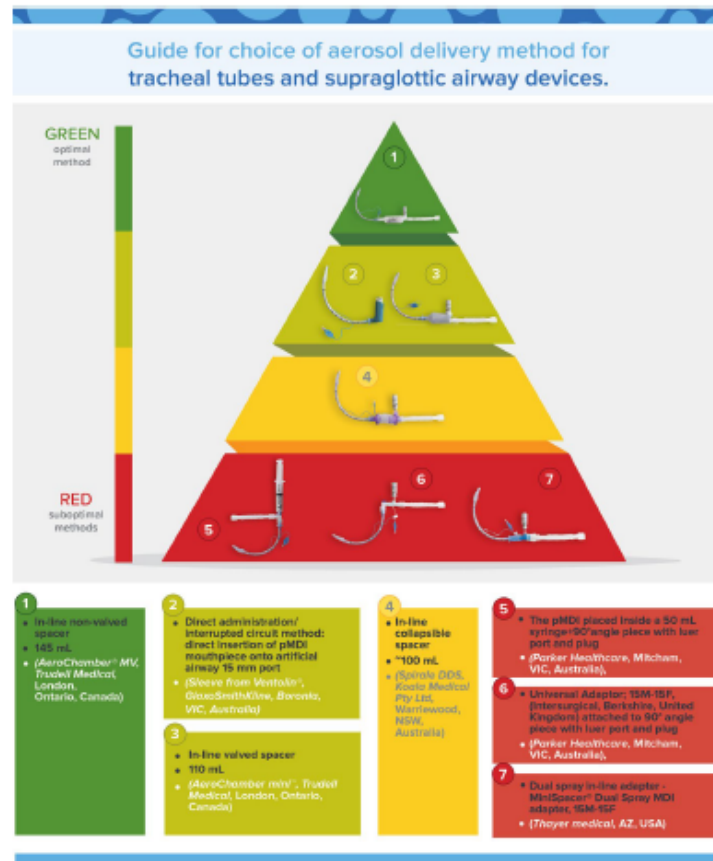 Guide for choice of aerosol delivery method for
tracheal tubes and supraglottic airway devices.
GREEN
optimal
method
1
2
3
4
RED
suboptimal
methods
5
6
7
1
• In-line non-valved
spacer
• 145 mL
• (AeroChamber® MV,
Trudell Medical,
London,
Ontario, Canada)
2
• Direct administration/
interrupted circuit method:
direct insertion of pMDI
mouthpiece onto artificial
airway 15 mm port
• (Sleeve from Ventolin®,
GlaxoSmithKline, Boronia,
VIC, Australia)
3
• In-line valved spacer
• 110 mL
• (AeroChamber mini™, Trudell
Medical, London, Ontario,
Canada)
4
• In-line
collapsible
spacer
• ~100 mL
• (Spirale DDS,
Koala Medical
Pty Ltd,
Warriewood,
NSW,
Australia)
5
• The pMDI placed inside a 50 mL
syringe+90°angle piece with luer
port and plug
• (Parker Healthcare, Mitcham,
VIC, Australia),
6
• Universal Adaptor; 15M-15F,
(Intersurgical, Berkshire, United
Kingdom) attached to 90° angle
piece with luer port and plug
• (Parker Healthcare, Mitcham,
VIC, Australia),
7
• Dual spray in-line adapter -
MiniSpacer® Dual Spray MDI
adapter, 15M-15F
• (Thayer medical, AZ, USA)